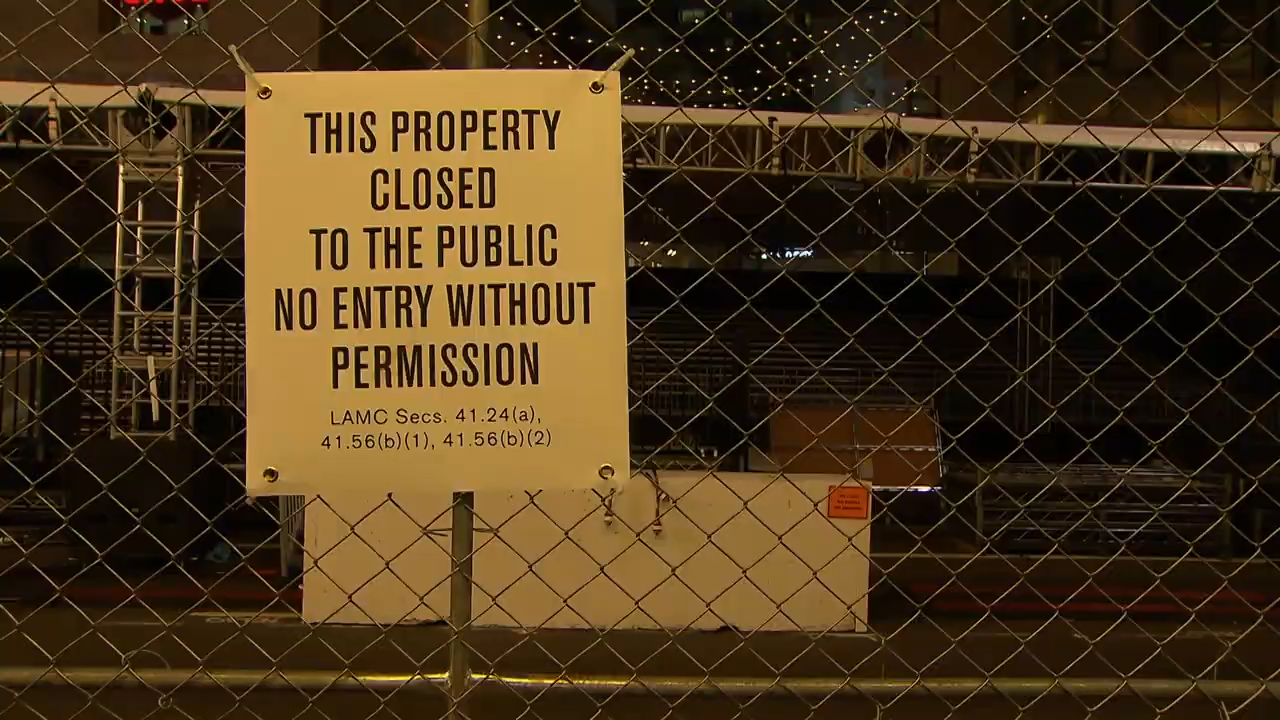 THIS PROPERTY
CLOSED
TO THE PUBLIC
NO ENTRY WITHOUT
PERMISSION
LAMC Secs. 41.24(a),
41.56(b)(1), 41.56(b)(2)